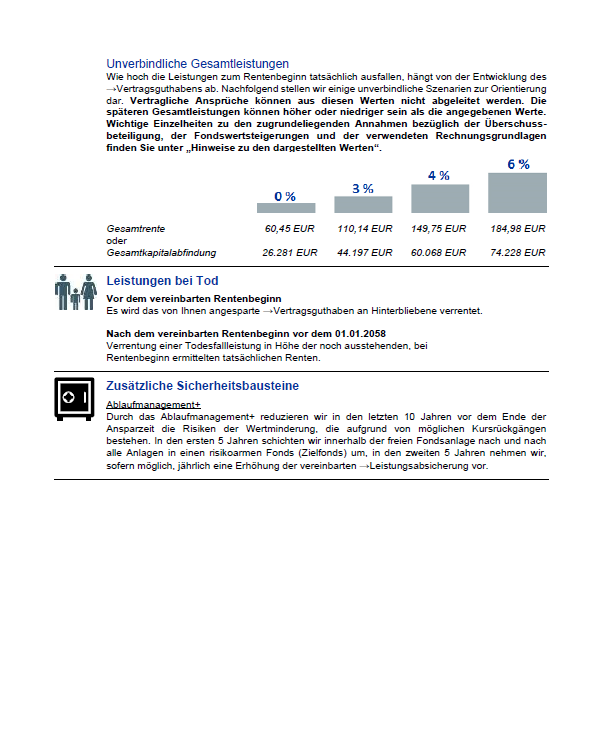 Unverbindliche Gesamtleistungen
Wie hoch die Leistungen zum Rentenbeginn tatsächlich ausfallen, hängt von der Entwicklung des
→Vertragsguthabens ab. Nachfolgend stellen wir einige unverbindliche Szenarien zur Orientierung
dar. Vertragliche Ansprüche können aus diesen Werten nicht abgeleitet werden. Die
späteren Gesamtleistungen können höher oder niedriger sein als die angegebenen Werte.
Wichtige Einzelheiten zu den zugrundeliegenden Annahmen bezüglich der Überschuss-
beteiligung, der Fondswertsteigerungen und der verwendeten Rechnungsgrundlagen
finden Sie unter „Hinweise zu den dargestellten Werten“.
0 % 3 % 4 % 6 %
Gesamtrente 60,45 EUR 110,14 EUR 149,75 EUR 184,98 EUR
oder
Gesamtkapitalabfindung 26.281 EUR 44.197 EUR 60.068 EUR 74.228 EUR
Leistungen bei Tod
Vor dem vereinbarten Rentenbeginn
Es wird das von Ihnen angesparte →Vertragsguthaben an Hinterbliebene verrentet.
Nach dem vereinbarten Rentenbeginn vor dem 01.01.2058
Verrentung einer Todesfallleistung in Höhe der noch ausstehenden, bei
Rentenbeginn ermittelten tatsächlichen Renten.
Zusätzliche Sicherheitsbausteine
Ablaufmanagement+
Durch das Ablaufmanagement+ reduzieren wir in den letzten 10 Jahren vor dem Ende der
Ansparzeit die Risiken der Wertminderung, die aufgrund von möglichen Kursrückgängen
bestehen. In den ersten 5 Jahren schichten wir innerhalb der freien Fondsanlage nach und nach
alle Anlagen in einen risikoarmen Fonds (Zielfonds) um, in den zweiten 5 Jahren nehmen wir,
sofern möglich, jährlich eine Erhöhung der vereinbarten →Leistungsabsicherung vor.